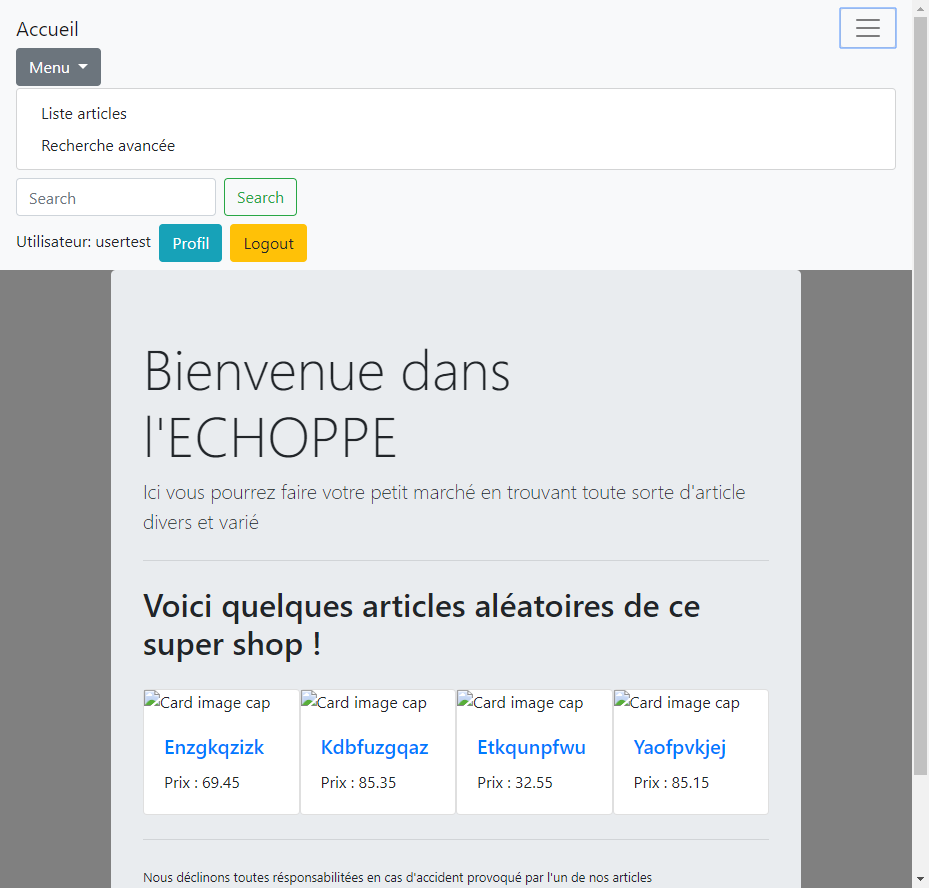 Accueil
Menu
Liste articles
Recherche avancée
Search Search
Utilisateur: usertest Profil Logout
Bienvenue dans
l'ECHOPPE
Ici vous pourrez faire votre petit marché en trouvant toute sorte d'article
divers et varié
Voici quelques articles aléatoires de ce
super shop !
Card image cap Card image cap Card image cap Card image cap
Enzgkqzizk Kdbfuzgqaz Etkqunpfwu Yaofpvkjej
Prix : 69.45 Prix : 85.35 Prix : 32.55 Prix : 85.15
Nous déclinons toutes résponsabilitées en cas d'accident provoqué par l'un de nos articles